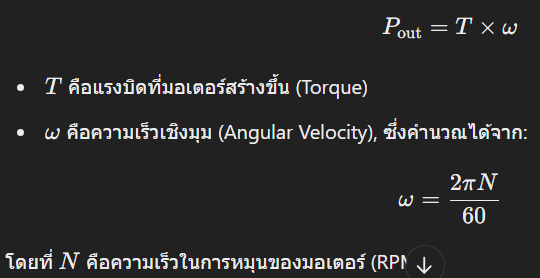 P_out = T × ω
• T คือแรงบิดที่มอเตอร์สร้างขึ้น (Torque)
• ω คือความเร็วเชิงมุม (Angular Velocity), ซึ่งคำนวณได้จาก:
ω = 2πN / 60
โดยที่ N คือความเร็วในการหมุนของมอเตอร์